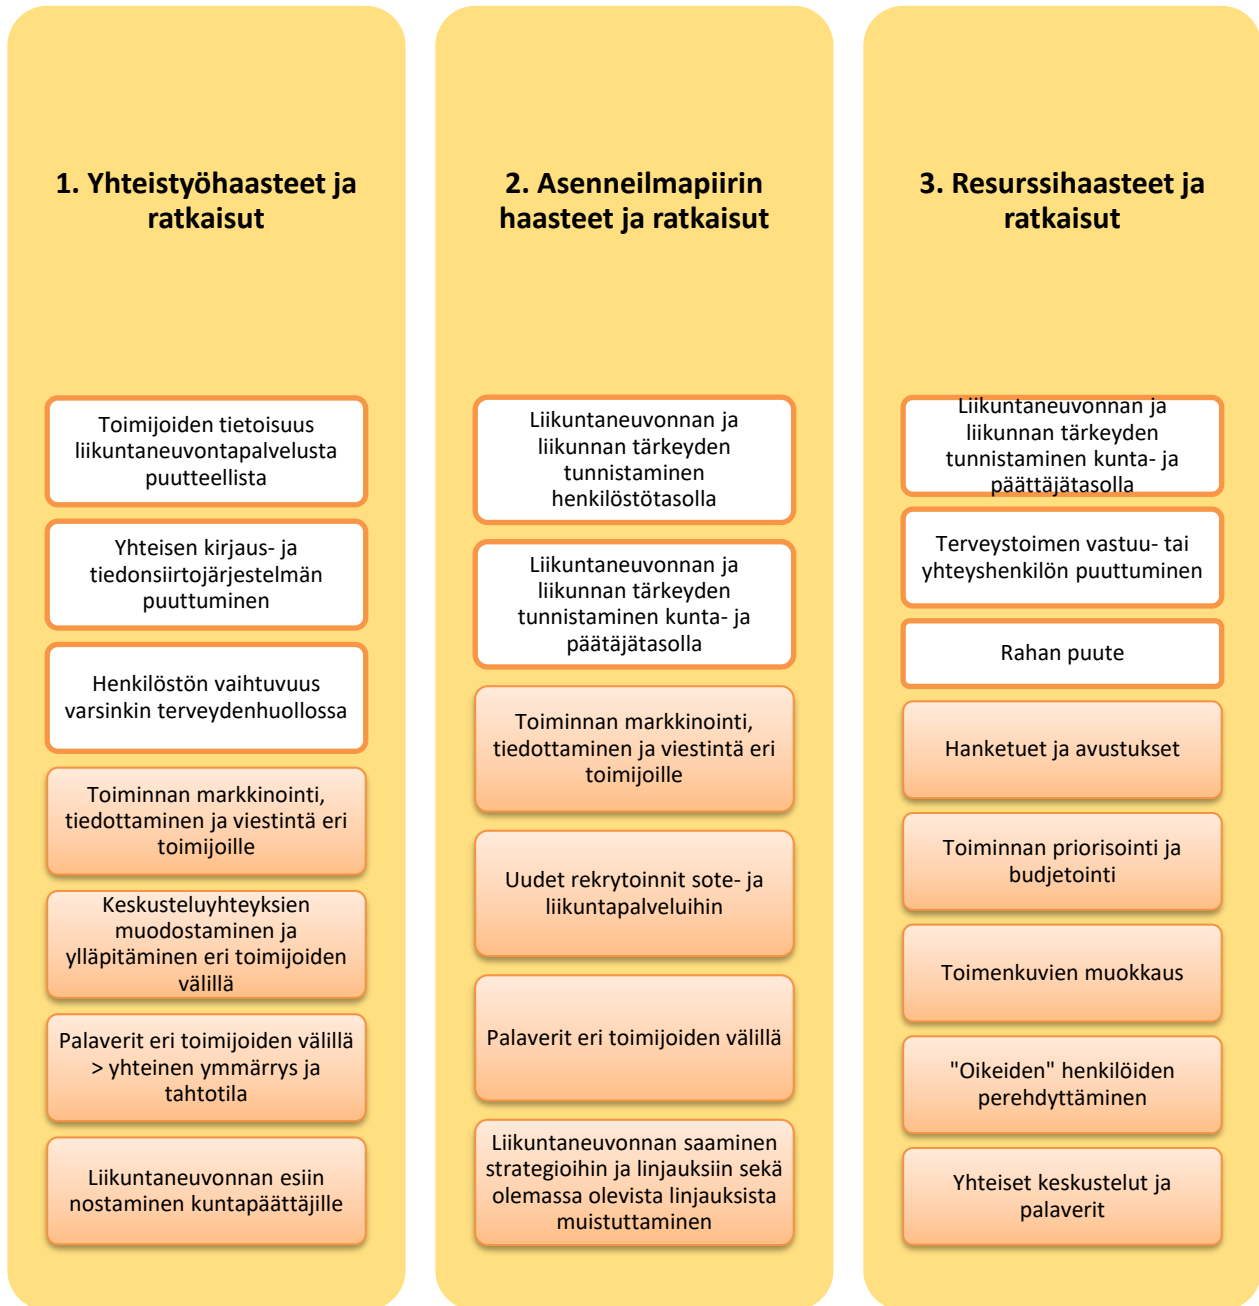 1. Yhteistyöhaasteet ja
ratkaisut
Toimijoiden tietoisuus
liikuntaneuvontapalvelusta
puutteellista
Yhteisen kirjaus- ja
tiedonsiirtojärjestelmän
puuttuminen
Henkilöstön vaihtuvuus
varsinkin terveydenhuollossa
Toiminnan markkinointi,
tiedottaminen ja viestintä eri
toimijoille
Keskusteluyhteyksien
muodostaminen ja
ylläpitäminen eri toimijoiden
välillä
Palaverit eri toimijoiden välillä
> yhteinen ymmärrys ja
tahtotila
Liikuntaneuvonnan esiin
nostaminen kuntapäättäjille
2. Asenneilmapiirin
haasteet ja ratkaisut
Liikuntaneuvonnan ja
liikunnan tärkeyden
tunnistaminen
henkilöstötasolla
Liikuntaneuvonnan ja
liikunnan tärkeyden
tunnistaminen kunta- ja
päätäjätasolla
Toiminnan markkinointi,
tiedottaminen ja viestintä eri
toimijoille
Uudet rekrytoinnit sote- ja
liikuntapalveluihin
Palaverit eri toimijoiden välillä
Liikuntaneuvonnan saaminen
strategioihin ja linjauksiin sekä
olemassa olevista linjauksista
muistuttaminen
3. Resurssihaasteet ja
ratkaisut
Liikuntaneuvonnan ja
liikunnan tärkeyden
tunnistaminen kunta- ja
päättäjätasolla
Terveystoimen vastuu- tai
yhteyshenkilön puuttuminen
Rahan puute
Hanketuet ja avustukset
Toiminnan priorisointi ja
budjetointi
Toimenkuvien muokkaus
"Oikeiden" henkilöiden
perehdyttäminen
Yhteiset keskustelut ja
palaverit